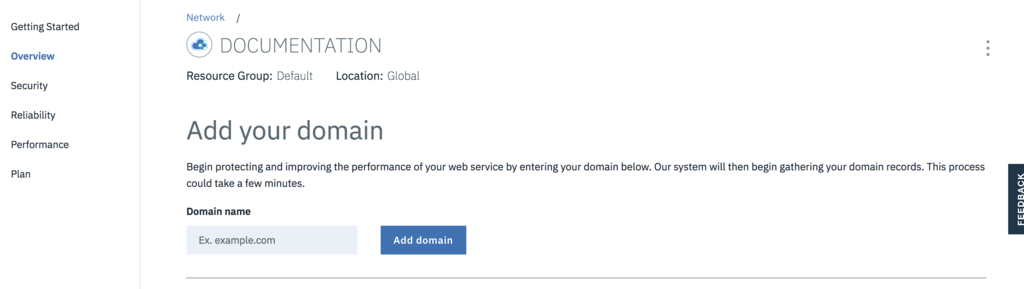 Getting Started
Overview
Security
Reliability
Performance
Plan
Network /
DOCUMENTATION
Resource Group: Default Location: Global
Add your domain
Begin protecting and improving the performance of your web service by entering your domain below. Our system will then begin gathering your domain records. This process
could take a few minutes.
Domain name
Ex. example.com
Add domain
FEEDBACK